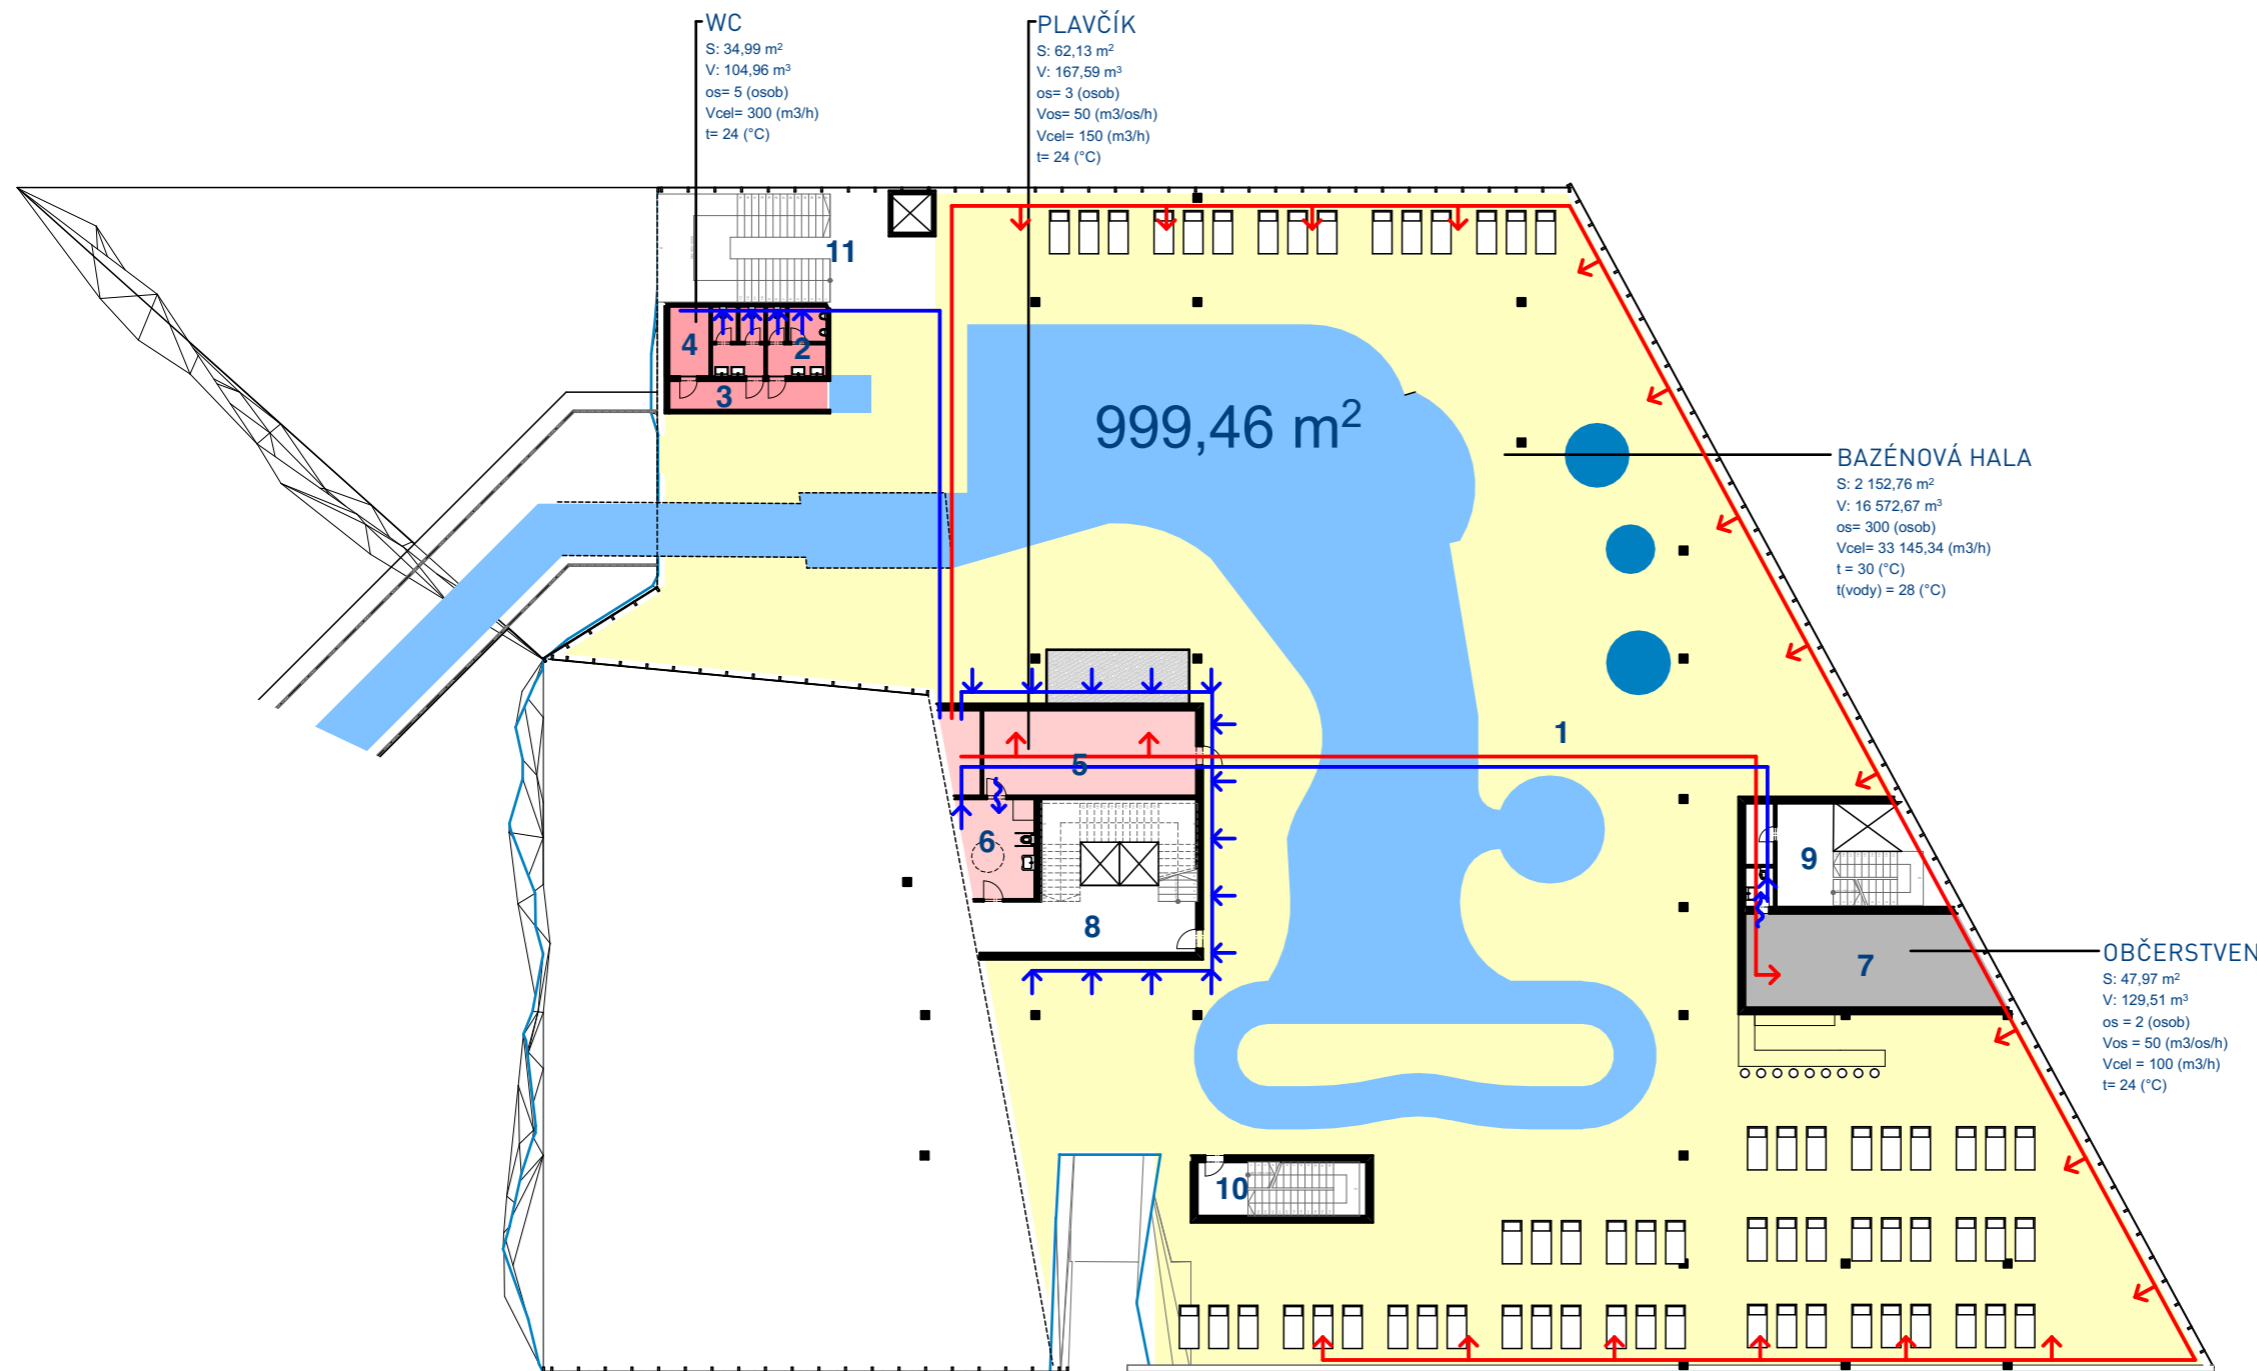 WC
S: 34,99 m²
V: 104,96 m³
os= 5 (osob)
Vcel= 300 (m3/h)
t= 24 (°C)
PLAVČÍK
S: 62,13 m²
V: 167,59 m³
os= 3 (osob)
Vos= 50 (m3/os/h)
Vcel= 150 (m3/h)
t= 24 (°C)
11
4
2
3
999,46 m²
BAZÉNOVÁ HALA
S: 2 152,76 m²
V: 16 572,67 m³
os= 300 (osob)
Vcel= 33 145,34 (m3/h)
t = 30 (°C)
t(vody) = 28 (°C)
1
5
6
8
9
7
OBČERSTVEN
S: 47,97 m²
V: 129,51 m³
os = 2 (osob)
Vos = 50 (m3/os/h)
Vcel = 100 (m3/h)
t= 24 (°C)
10